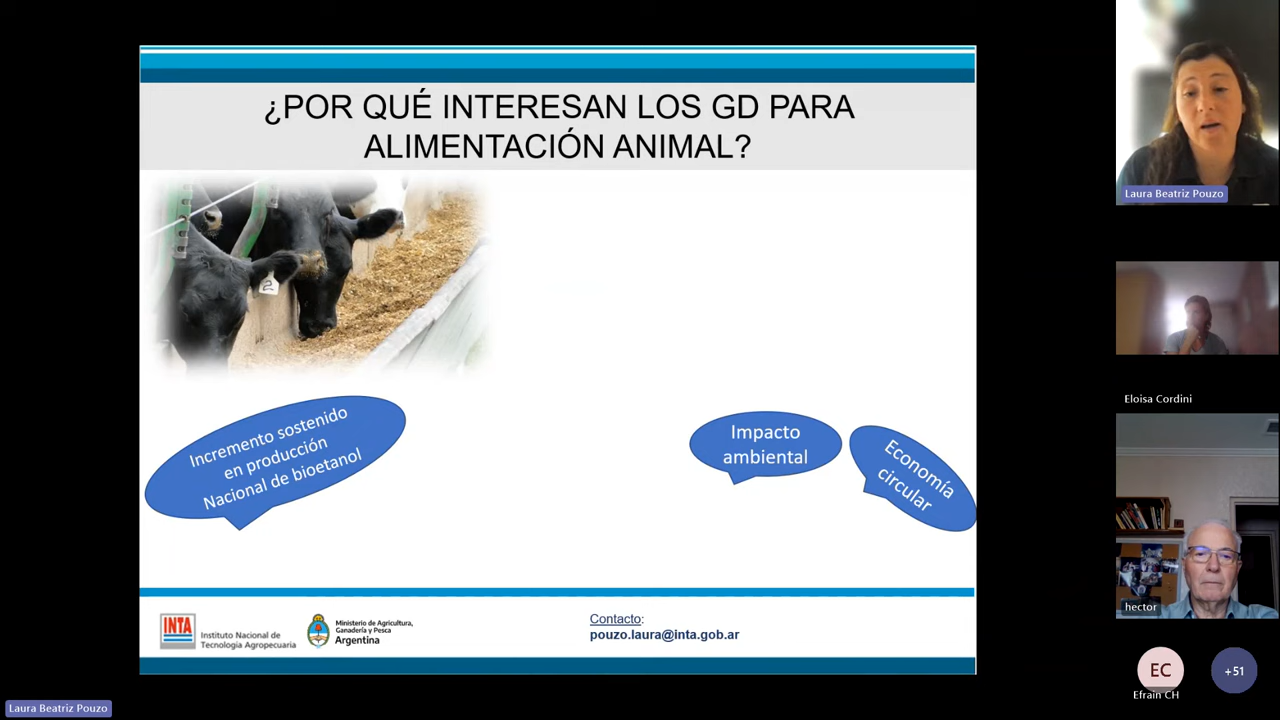 ¿POR QUÉ INTERESAN LOS GD PARA
ALIMENTACIÓN ANIMAL?
2
Incremento sostenido
en producción
Nacional de bioetanol
Impacto
ambiental
Economía
circular
INTA
Instituto Nacional de
Tecnología Agropecuaria
Ministerio de Agricultura,
Ganadería y Pesca
Argentina
Contacto:
pouzo.laura@inta.gob.ar
Laura Beatriz Pouzo
Eloisa Cordini
hector
EC
Efrain CH
+51
Laura Beatriz Pouzo